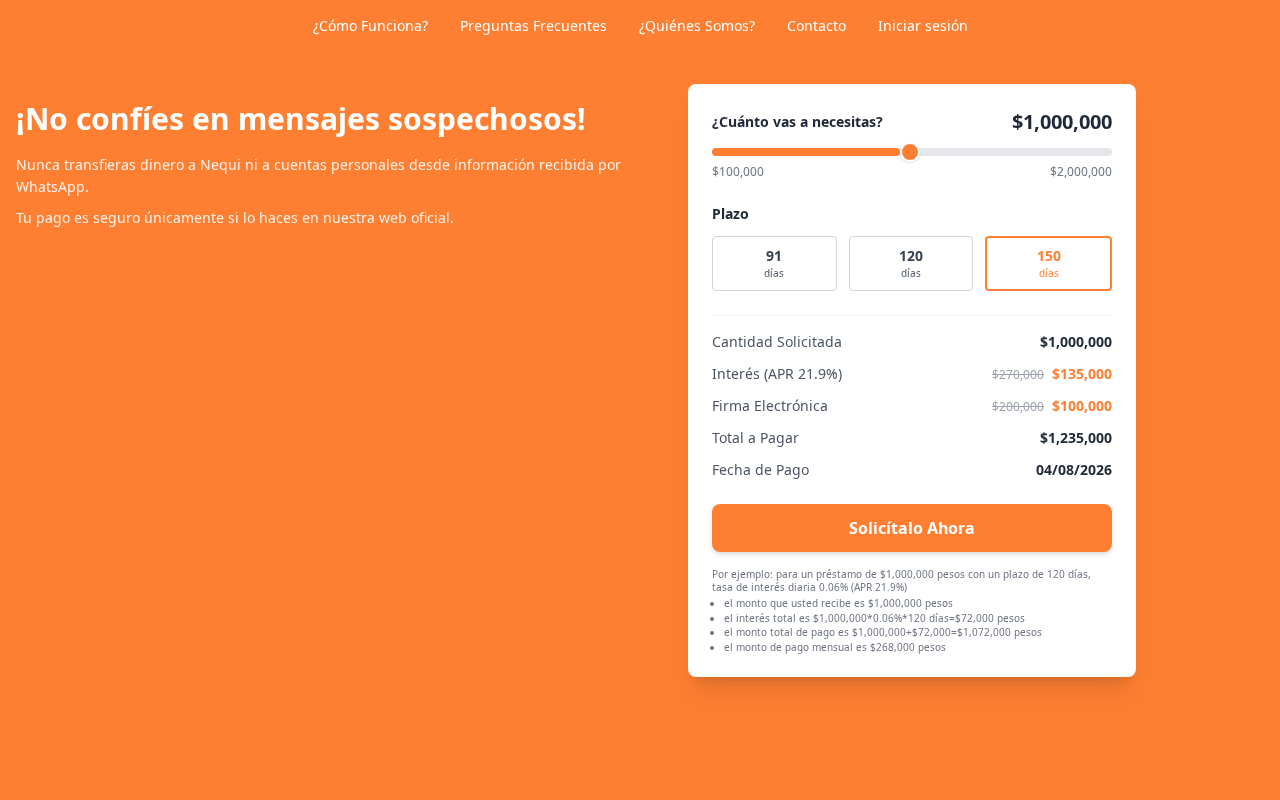 ¿Cómo Funciona? Preguntas Frecuentes ¿Quiénes Somos? Contacto Iniciar sesión
¡No confíes en mensajes sospechosos!
Nunca transfieras dinero a Nequi ni a cuentas personales desde información recibida por
WhatsApp.
Tu pago es seguro únicamente si lo haces en nuestra web oficial.
¿Cuánto vas a necesitas? $1,000,000
$100,000 $2,000,000
Plazo
91 120 150
días días días
Cantidad Solicitada $1,000,000
Interés (APR 21.9%) $270,000 $135,000
Firma Electrónica $200,000 $100,000
Total a Pagar $1,235,000
Fecha de Pago 04/08/2026
Solicítalo Ahora
Por ejemplo: para un préstamo de $1,000,000 pesos con un plazo de 120 días,
tasa de interés diaria 0.06% (APR 21.9%)
• el monto que usted recibe es $1,000,000 pesos
• el interés total es $1,000,000*0.06%*120 días=$72,000 pesos
• el monto total de pago es $1,000,000+$72,000=$1,072,000 pesos
• el monto de pago mensual es $268,000 pesos